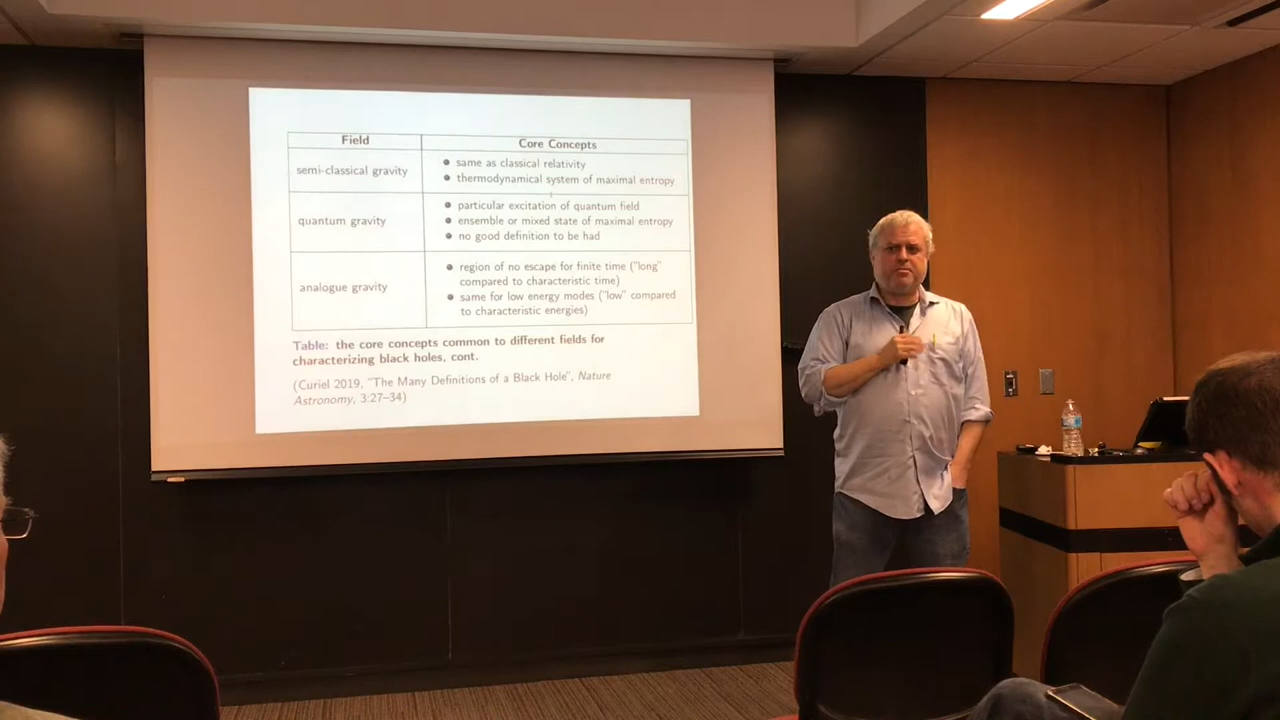 Field
Core Concepts
semi-classical gravity
● same as classical relativity
● thermodynamical system of maximal entropy
quantum gravity
● particular excitation of quantum field
● ensemble or mixed state of maximal entropy
● no good definition to be had
analogue gravity
● region of no escape for finite time ("long"
compared to characteristic time)
● same for low energy modes ("low" compared
to characteristic energies)
Table: the core concepts common to different fields for
characterizing black holes, cont.
(Curiel 2019, "The Many Definitions of a Black Hole", Nature
Astronomy, 3:27–34)